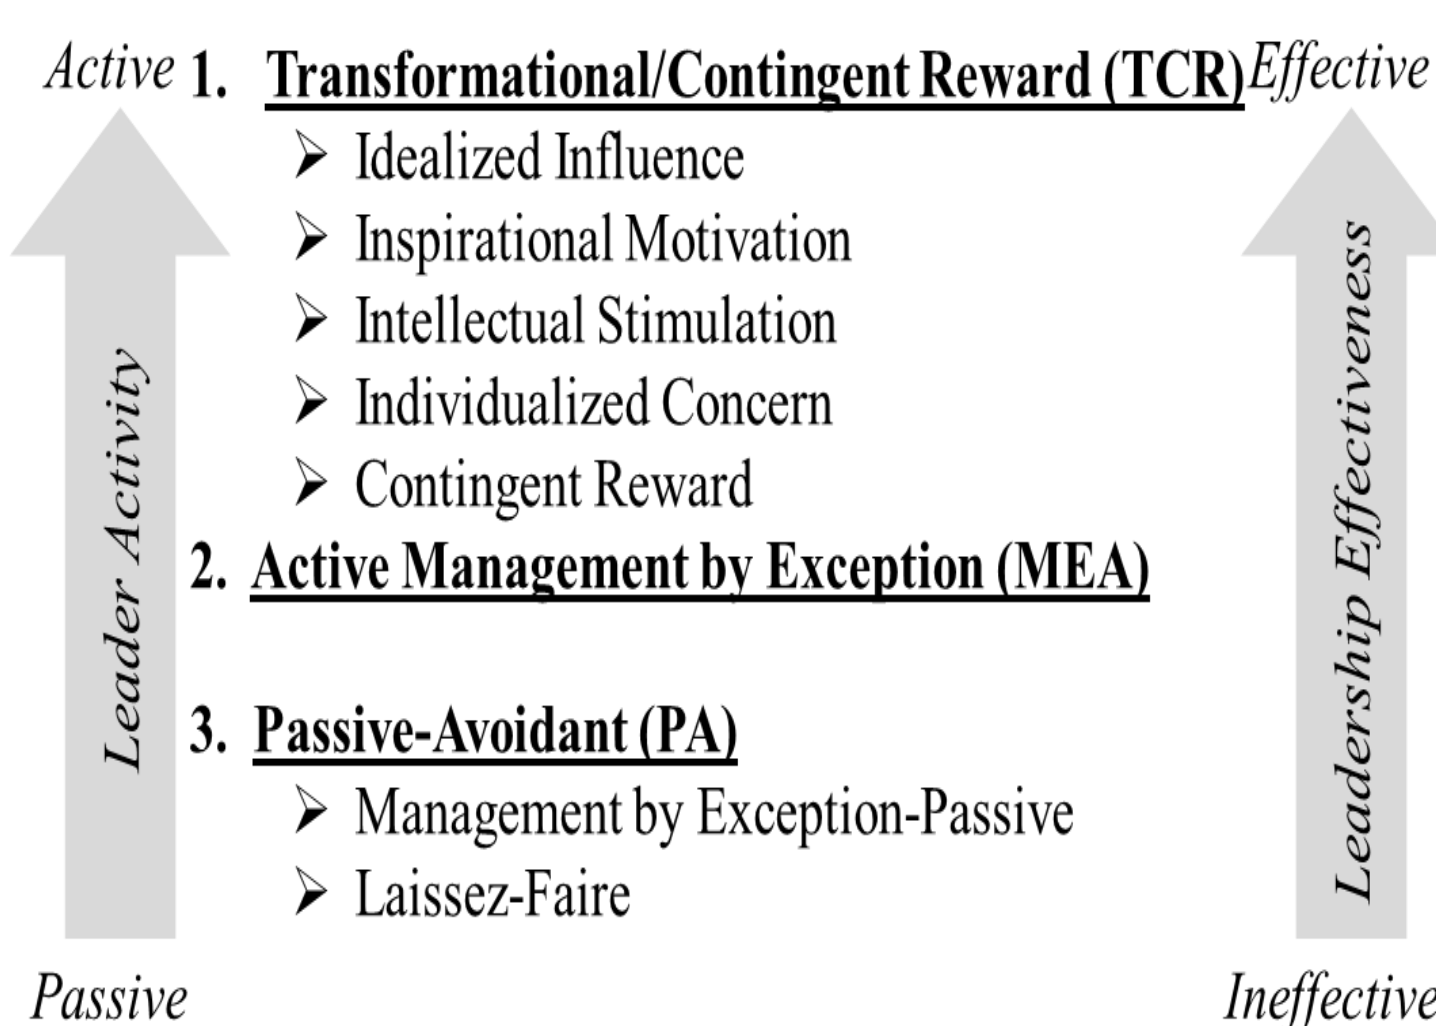 Active 1. Transformational/Contingent Reward (TCR) Effective
➢ Idealized Influence
➢ Inspirational Motivation
➢ Intellectual Stimulation
➢ Individualized Concern
➢ Contingent Reward
2. Active Management by Exception (MEA)
3. Passive-Avoidant (PA)
➢ Management by Exception-Passive
➢ Laissez-Faire
Leader Activity
Leadership Effectiveness
Passive
Ineffective